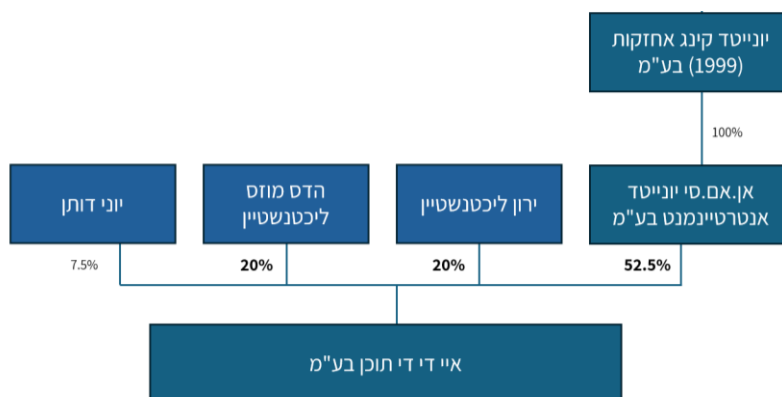 יונייטד קינג אחזקות
(1999) בע"מ
100%
אן.אם.סי יונייטד
אנטרטיינמנט בע"מ
ירון ליכטנשטיין
הדס מוזס
ליכטנשטיין
יוני דותן
52.5%
20%
20%
7.5%
איי די די תוכן בע"מ